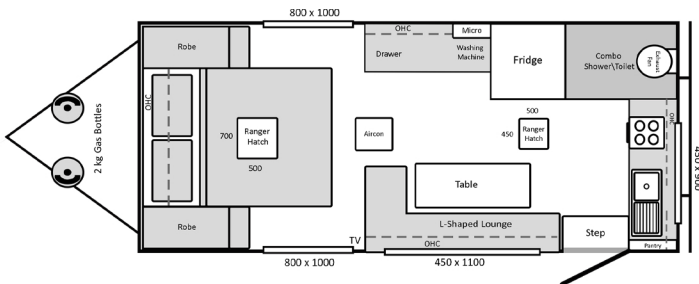 800 x 1000
OHC
Micro
Robe
Drawer
Washing
Machine
Fridge
Combo
Shower\Toilet
Exhaust
Fan
OHC
2 kg Gas Bottles
700
Ranger
Hatch
500
Aircon
500
450
Ranger
Hatch
OHC
450 x 900
Table
Robe
L-Shaped Lounge
TV
OHC
Step
Pantry
800 x 1000
450 x 1100